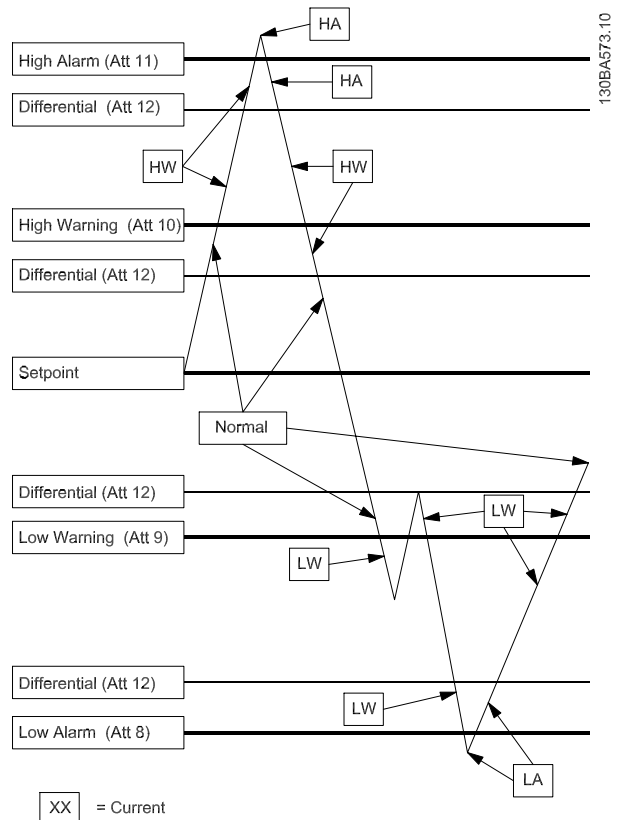 HA
130BA573.10
High Alarm (Att 11)
HA
Differential (Att 12)
HW
HW
High Warning (Att 10)
Differential (Att 12)
Setpoint
Normal
Differential (Att 12)
LW
Low Warning (Att 9)
LW
Differential (Att 12)
LW
Low Alarm (Att 8)
LA
XX = Current